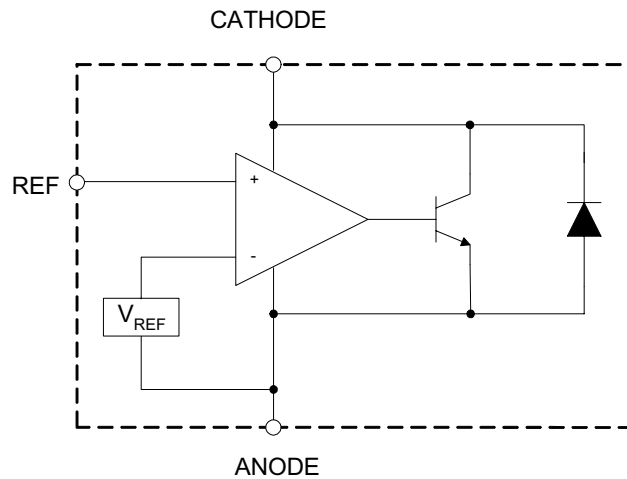 CATHODE
REF
+
-
VREF
ANODE